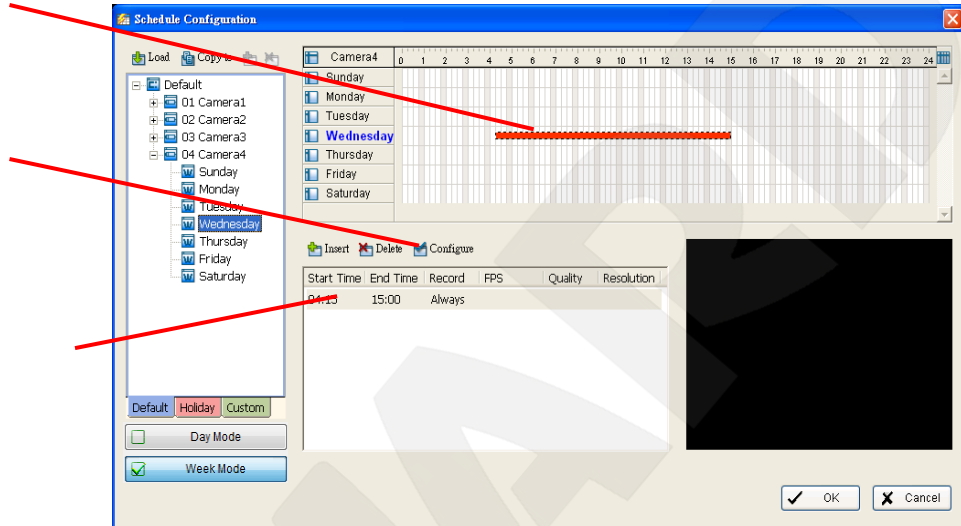 Schedule Configuration
Load Copy to
Default
01 Camera1
02 Camera2
03 Camera3
04 Camera4
Sunday
Monday
Tuesday
Wednesday
Thursday
Friday
Saturday
Default Holiday Custom
Day Mode
Week Mode
Camera4 0 1 2 3 4 5 6 7 8 9 10 11 12 13 14 15 16 17 18 19 20 21 22 23 24
Sunday
Monday
Tuesday
Wednesday
Thursday
Friday
Saturday
Insert Delete Configure
Start Time End Time Record FPS Quality Resolution
04:15 15:00 Always
OK Cancel